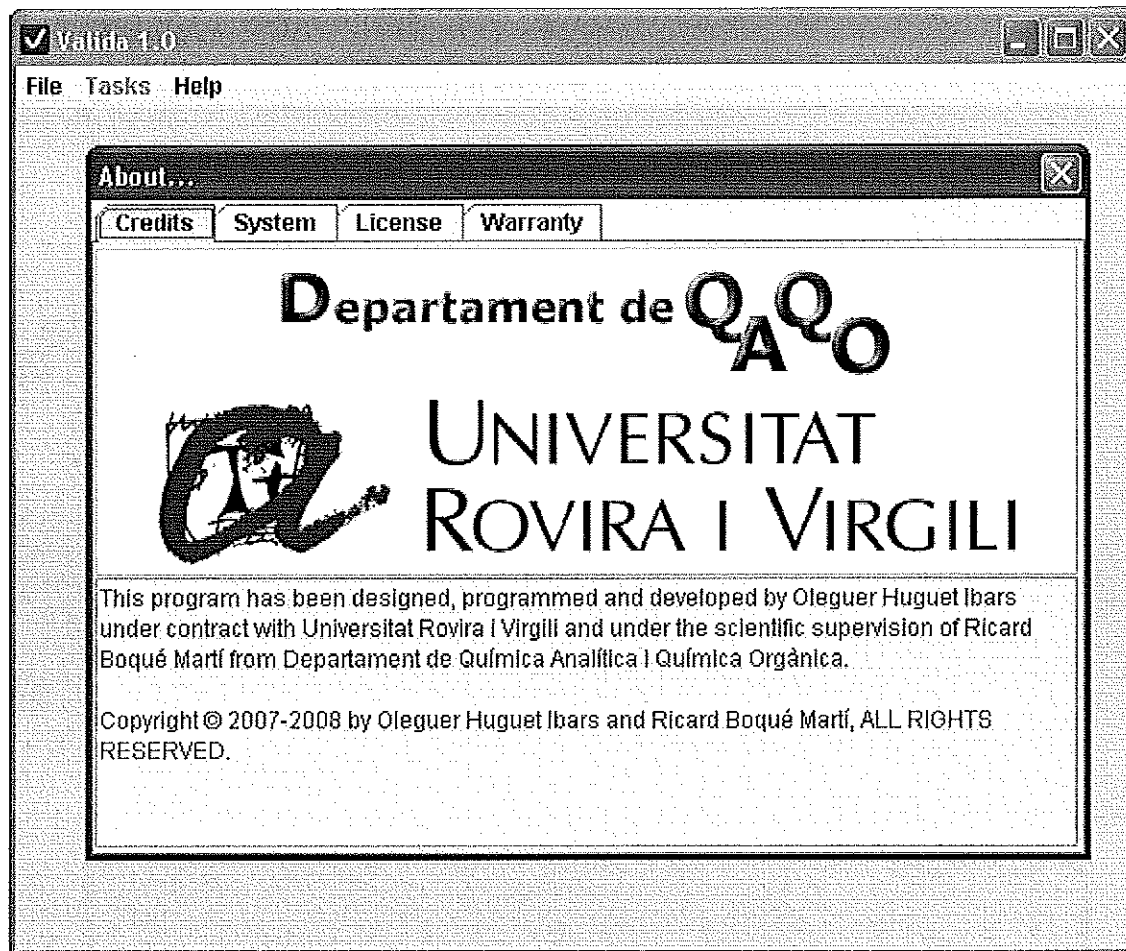 Valida 1.0
File Tasks Help
About...
Credits System License Warranty
Departament de QAQO
UNIVERSITAT
ROVIRA I VIRGILI
This program has been designed, programmed and developed by Oleguer Huguet Ibars
under contract with Universitat Rovira i Virgili and under the scientific supervision of Ricard
Boqué Martí from Departament de Química Analítica i Química Orgànica.
Copyright © 2007-2008 by Oleguer Huguet Ibars and Ricard Boqué Martí, ALL RIGHTS
RESERVED.